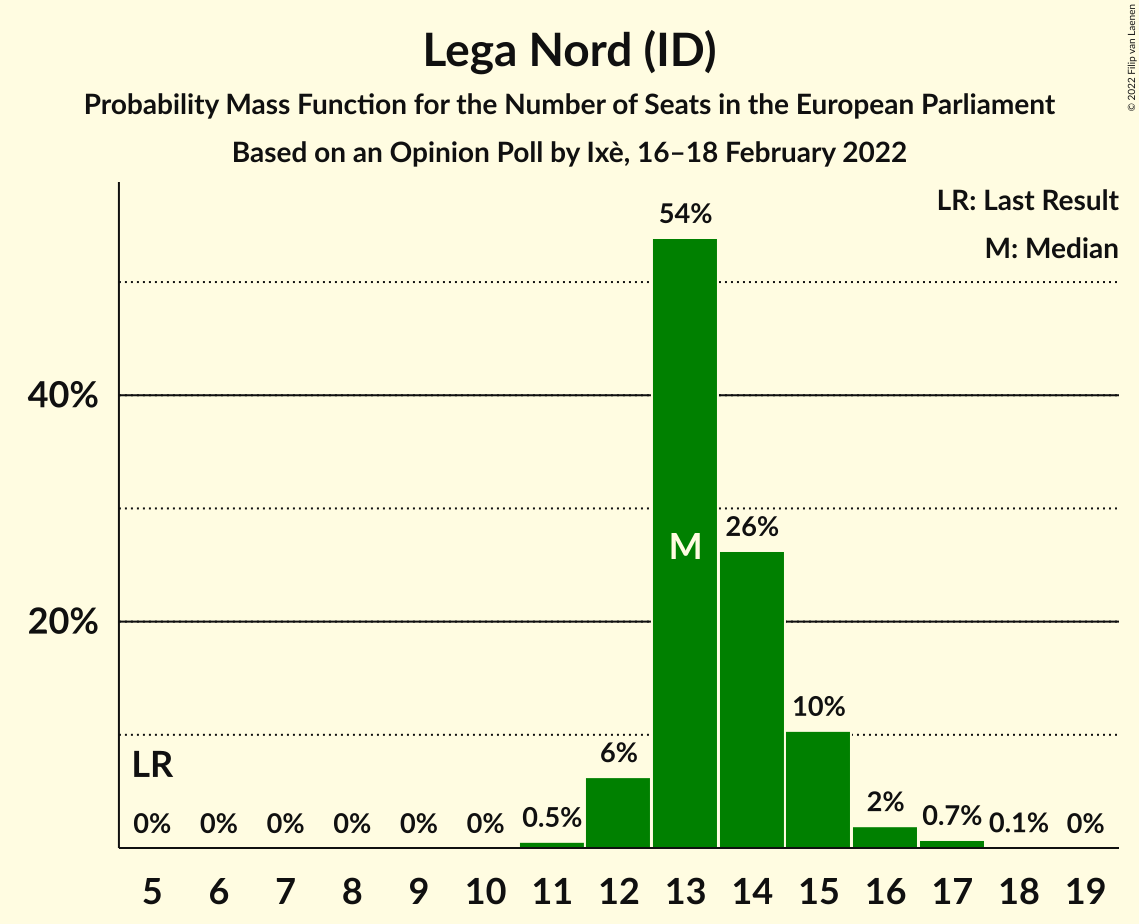 Lega Nord (ID)
Probability Mass Function for the Number of Seats in the European Parliament
Based on an Opinion Poll by Ixè, 16–18 February 2022
© 2022 Filip van Laenen
LR: Last Result
M: Median
54%
40%
26%
M
20%
10%
6%
LR
0% 0% 0% 0% 0% 0% 0.5% 2% 0.7% 0.1% 0%
5 6 7 8 9 10 11 12 13 14 15 16 17 18 19